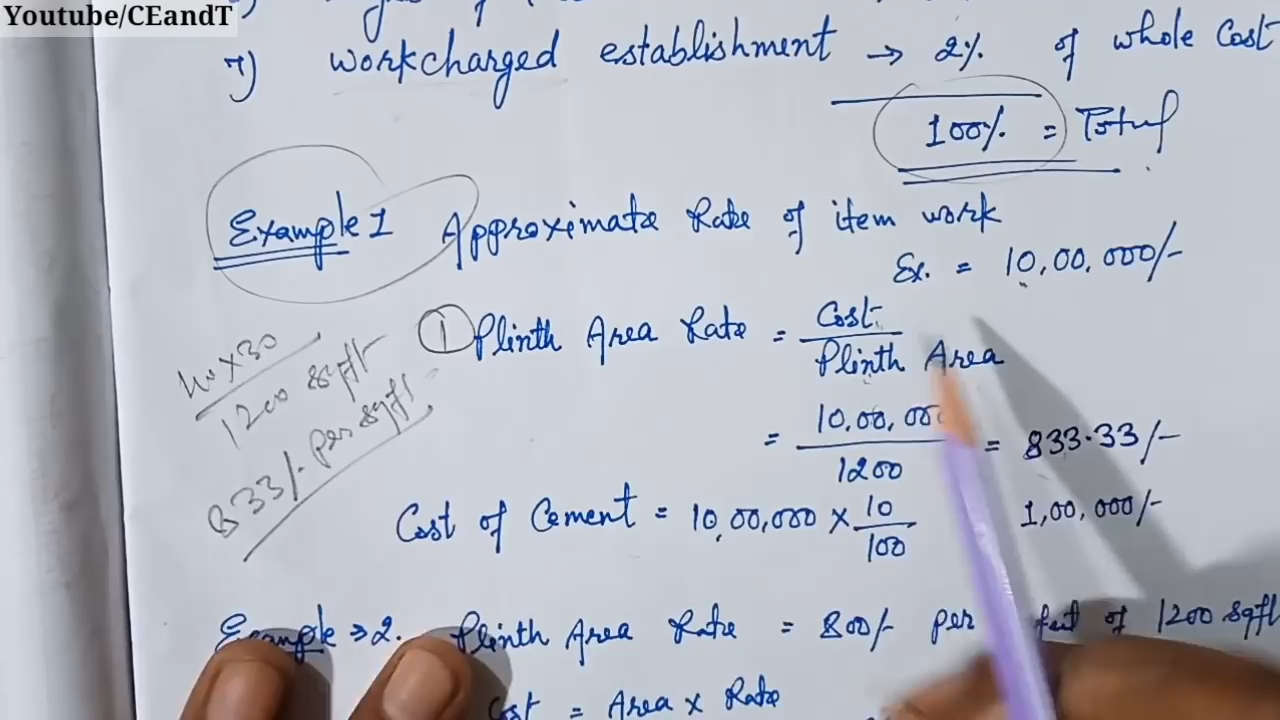 Youtube/CEandT
7) workcharged establishment → 2% of whole Cost
100% = Total
Example 1 Approximate Rate of item work
Ex. = 10,00,000/-
① Plinth Area Rate = Cost / Plinth Area
40x30
1200 sqft
833/- per sqft
= 10,00,000 / 1200 = 833.33/-
Cost of Cement = 10,00,000 × 10/100 1,00,000/-
Example ⇒ 2. Plinth Area Rate = 800/- per of 1200 sqft
Cost = Area x Rate